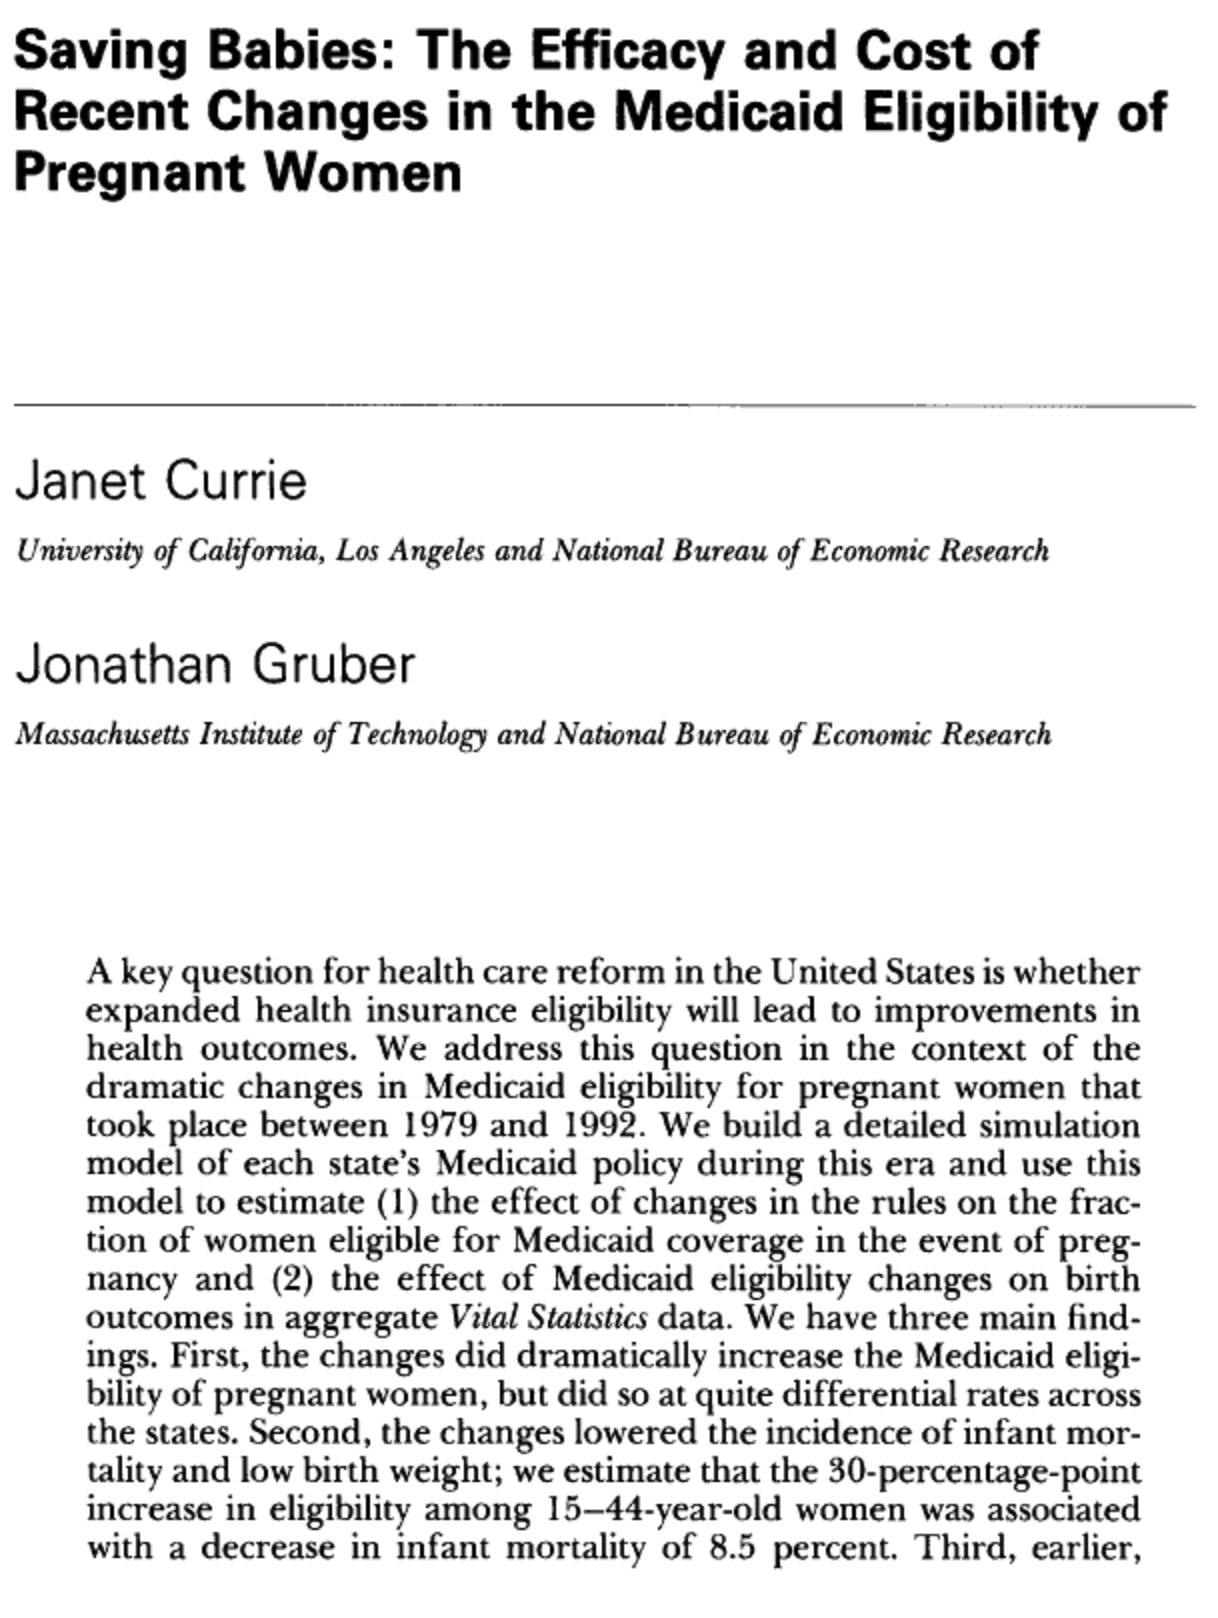 Saving Babies: The Efficacy and Cost of
Recent Changes in the Medicaid Eligibility of
Pregnant Women
Janet Currie
University of California, Los Angeles and National Bureau of Economic Research
Jonathan Gruber
Massachusetts Institute of Technology and National Bureau of Economic Research
A key question for health care reform in the United States is whether
expanded health insurance eligibility will lead to improvements in
health outcomes. We address this question in the context of the
dramatic changes in Medicaid eligibility for pregnant women that
took place between 1979 and 1992. We build a detailed simulation
model of each state's Medicaid policy during this era and use this
model to estimate (1) the effect of changes in the rules on the frac-
tion of women eligible for Medicaid coverage in the event of preg-
nancy and (2) the effect of Medicaid eligibility changes on birth
outcomes in aggregate Vital Statistics data. We have three main find-
ings. First, the changes did dramatically increase the Medicaid eligi-
bility of pregnant women, but did so at quite differential rates across
the states. Second, the changes lowered the incidence of infant mor-
tality and low birth weight; we estimate that the 30-percentage-point
increase in eligibility among 15–44-year-old women was associated
with a decrease in infant mortality of 8.5 percent. Third, earlier,